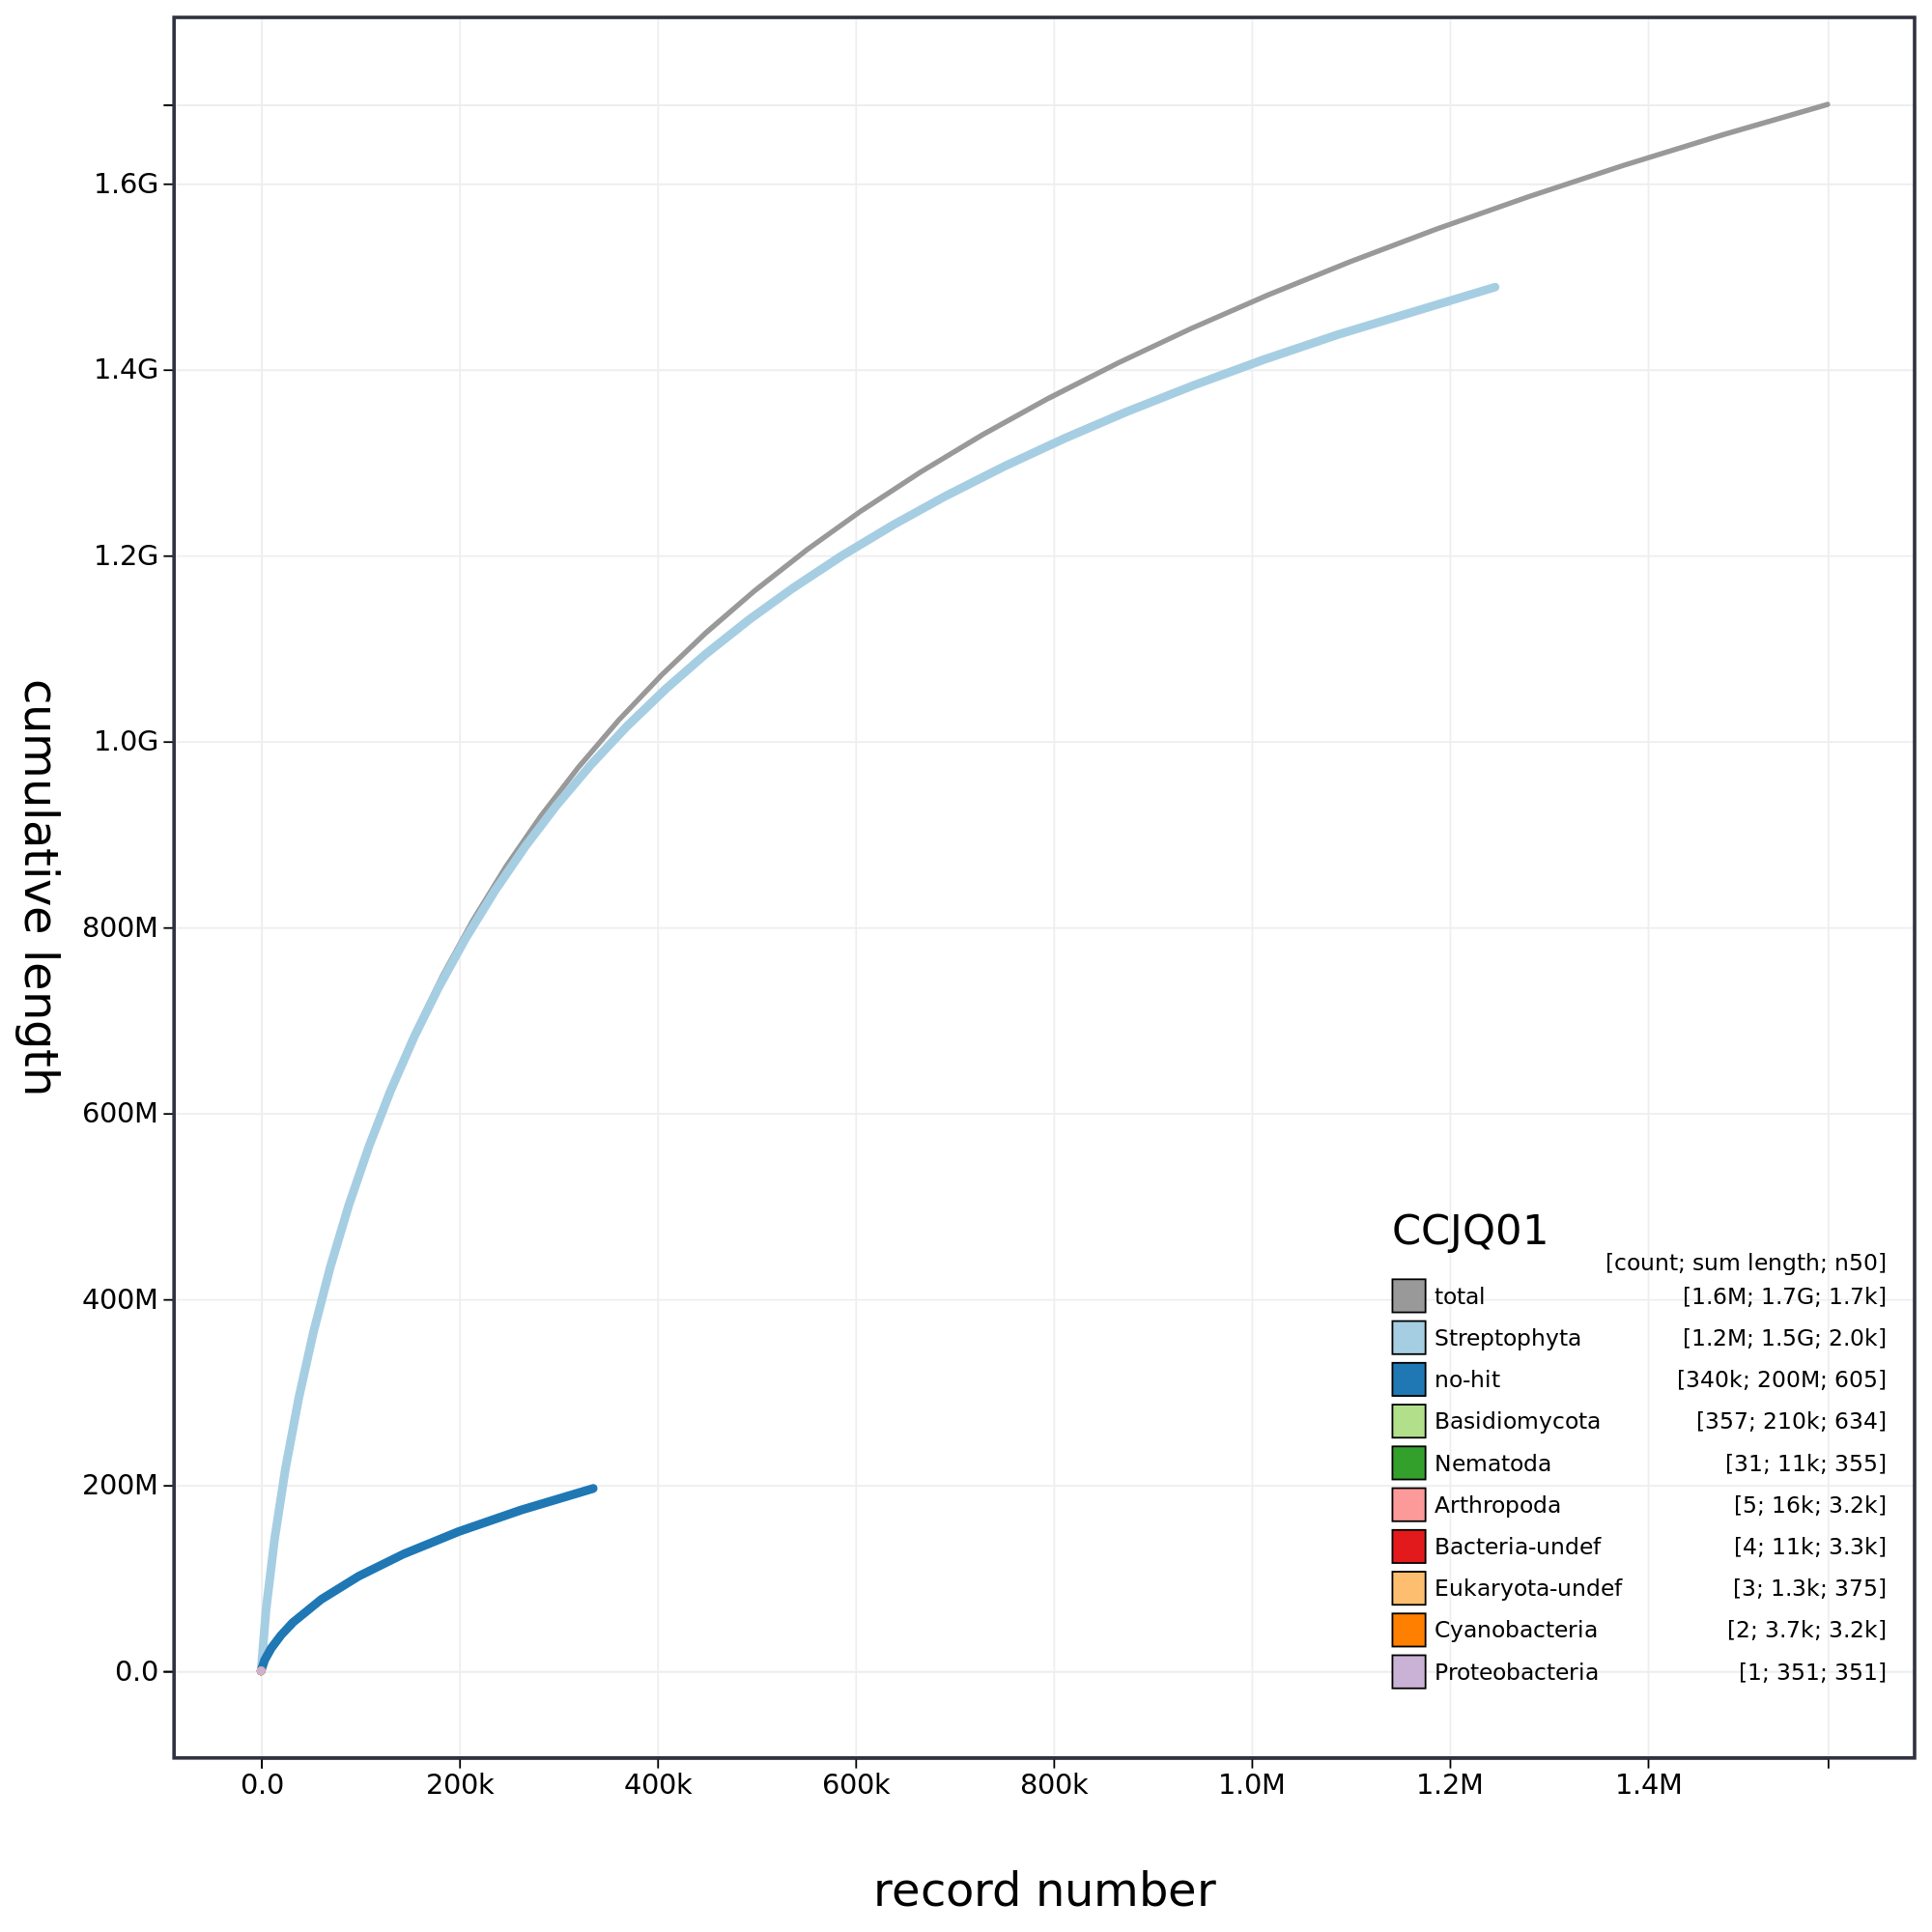 1.6G
1.4G
1.2G
1.0G
800M
600M
400M
200M
0.0
cumulative length
0.0 200k 400k 600k 800k 1.0M 1.2M 1.4M
record number
CCJQ01
[count; sum length; n50]
total [1.6M; 1.7G; 1.7k]
Streptophyta [1.2M; 1.5G; 2.0k]
no-hit [340k; 200M; 605]
Basidiomycota [357; 210k; 634]
Nematoda [31; 11k; 355]
Arthropoda [5; 16k; 3.2k]
Bacteria-undef [4; 11k; 3.3k]
Eukaryota-undef [3; 1.3k; 375]
Cyanobacteria [2; 3.7k; 3.2k]
Proteobacteria [1; 351; 351]